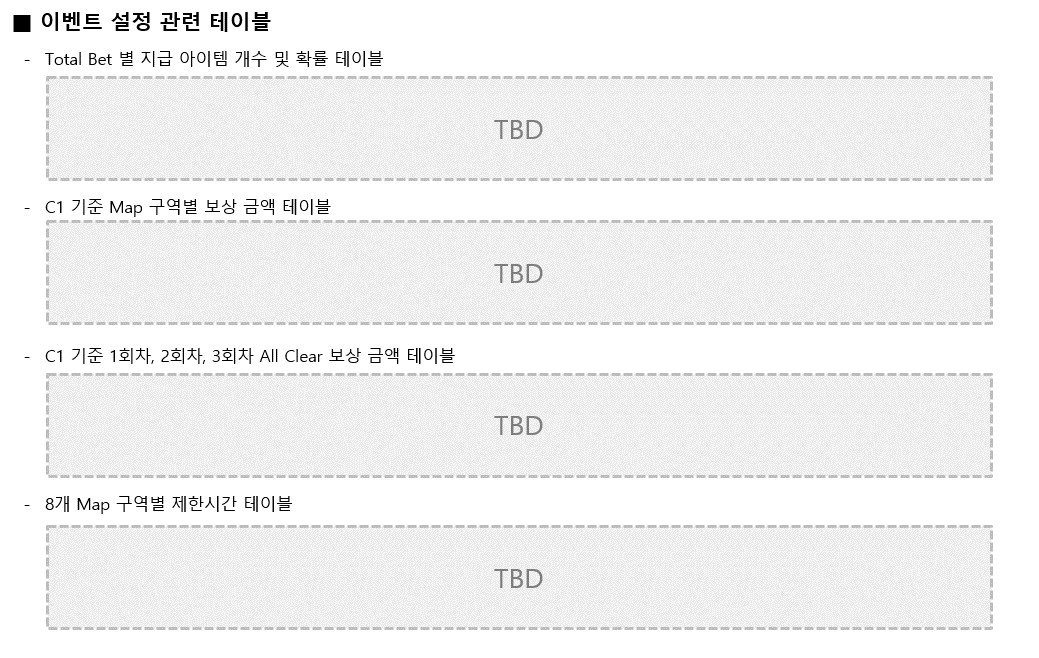 ■ 이벤트 설정 관련 테이블
- Total Bet 별 지급 아이템 개수 및 확률 테이블
TBD
- C1 기준 Map 구역별 보상 금액 테이블
TBD
- C1 기준 1회차, 2회차, 3회차 All Clear 보상 금액 테이블
TBD
- 8개 Map 구역별 제한시간 테이블
TBD